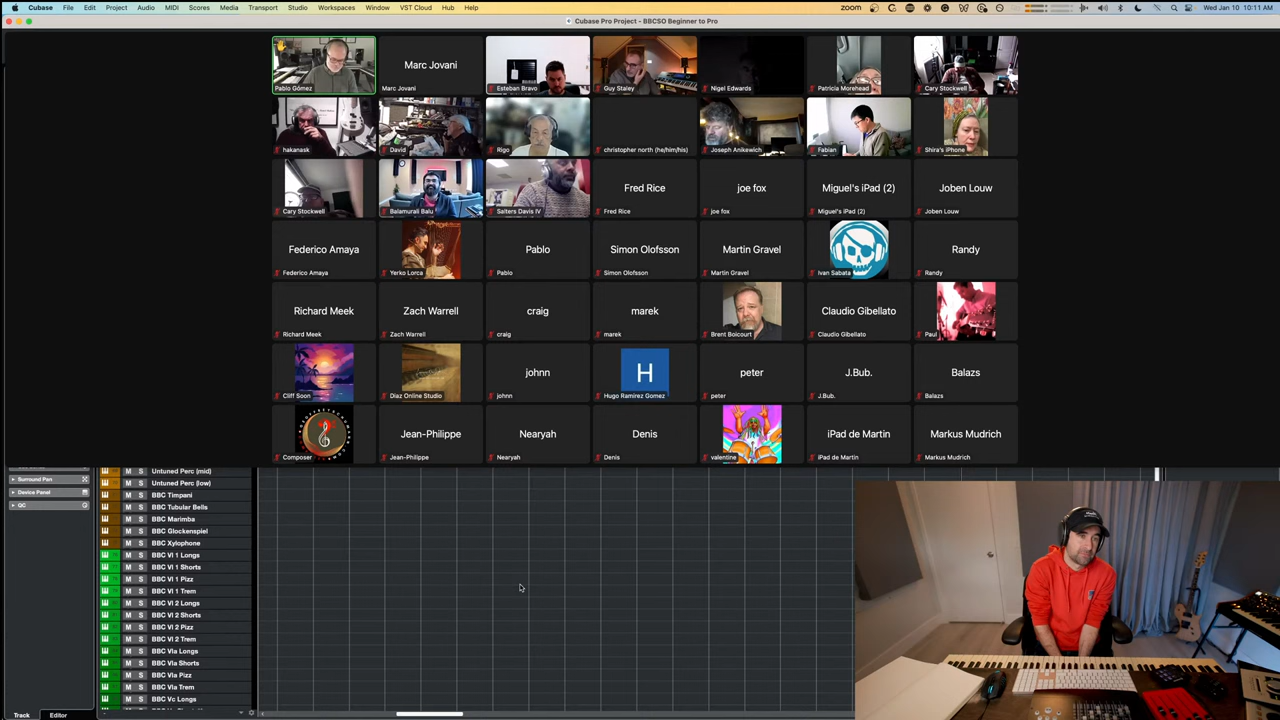 Cubase File Edit Project Audio MIDI Scores Media Transport Studio Workspaces Window VST Cloud Hub Help
zoom Wed Jan 10 10:11 AM
Cubase Pro Project - BBCSO Beginner to Pro
Pablo Gómez
Marc Jovani
Marc Jovani
Esteban Bravo
Guy Staley
Nigel Edwards
Patricia Morehead
Cary Stockwell
hakanask
David
Rigo
christopher north (he/him/his)
Joseph Anikewich
Fabian
Shira's iPhone
Cary Stockwell
Balamurali Balu
Salters Davis IV
Fred Rice
Fred Rice
joe fox
joe fox
Miguel's iPad (2)
Miguel's iPad (2)
Joben Louw
Joben Louw
Federico Amaya
Federico Amaya
Yerko Lorca
Pablo
Pablo
Simon Olofsson
Simon Olofsson
Martin Gravel
Martin Gravel
Ivan Sabata
Randy
Randy
Richard Meek
Richard Meek
Zach Warrell
Zach Warrell
craig
craig
marek
marek
Brent Boicourt
Claudio Gibellato
Claudio Gibellato
Paul
Cliff Soon
Diaz Online Studio
johnn
johnn
H
Hugo Ramirez Gomez
peter
peter
J.Bub.
J.Bub.
Balazs
Balazs
Composer
Jean-Philippe
Jean-Philippe
Nearyah
Nearyah
Denis
Denis
valentine
iPad de Martin
iPad de Martin
Markus Mudrich
Markus Mudrich
Surround Pan
Device Panel
QC
M S Untuned Perc (mid)
M S Untuned Perc (low)
M S BBC Timpani
M S BBC Tubular Bells
M S BBC Marimba
M S BBC Glockenspiel
M S BBC Xylophone
M S BBC Vl 1 Longs
M S BBC Vl 1 Shorts
M S BBC Vl 1 Pizz
M S BBC Vl 1 Trem
M S BBC Vl 2 Longs
M S BBC Vl 2 Shorts
M S BBC Vl 2 Pizz
M S BBC Vl 2 Trem
M S BBC Vla Longs
M S BBC Vla Shorts
M S BBC Vla Pizz
M S BBC Vla Trem
M S BBC Vc Longs
Track Editor